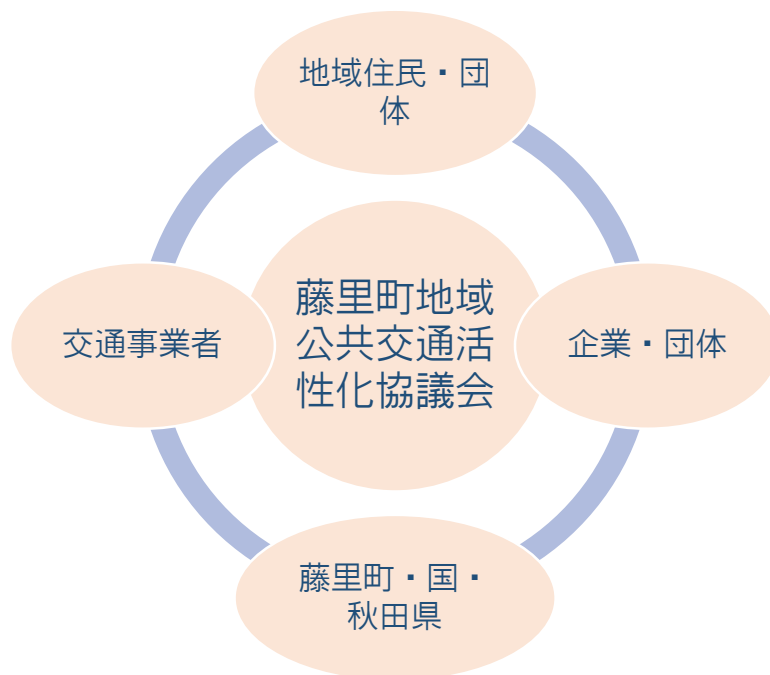 地域住民・団
体
藤里町地域
公共交通活
性化協議会
交通事業者
企業・団体
藤里町・国・
秋田県